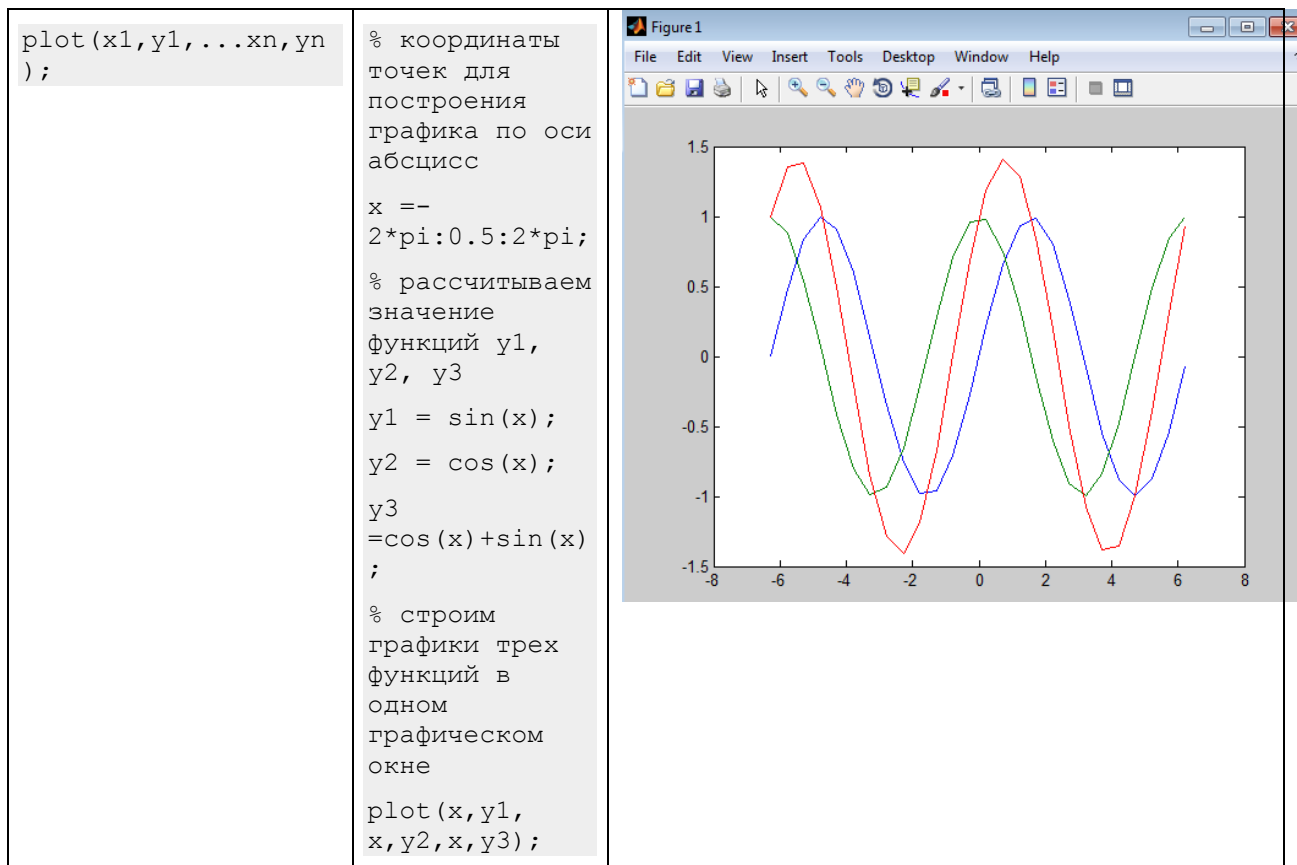 plot(x1,y1,...xn,yn
);
% координаты
точек для
построения
графика по оси
абсцисс
x =-
2*pi:0.5:2*pi;
% рассчитываем
значение
функций y1,
y2, y3
y1 = sin(x);
y2 = cos(x);
y3
=cos(x)+sin(x)
;
% строим
графики трех
функций в
одном
графическом
окне
plot(x,y1,
x,y2,x,y3);
Figure 1
File Edit View Insert Tools Desktop Window Help
1.5
1
0.5
0
-0.5
-1
-1.5
-8 -6 -4 -2 0 2 4 6 8